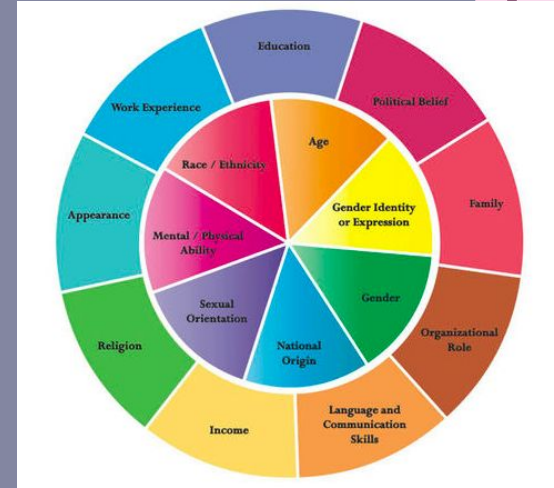 Education
Political Belief
Family
Organizational
Role
Language and
Communication
Skills
Income
Religion
Appearance
Work Experience
Age
Gender Identity
or Expression
Gender
National
Origin
Sexual
Orientation
Mental / Physical
Ability
Race / Ethnicity